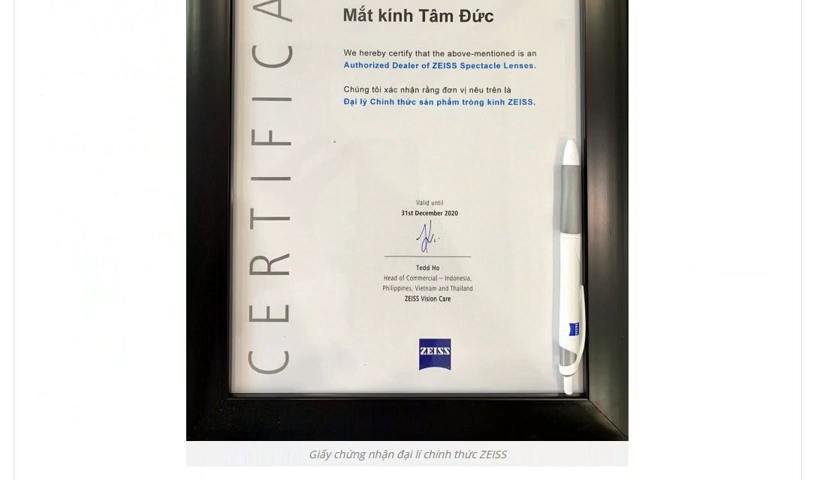 CERTIFICA
Mắt kính Tâm Đức
We hereby certify that the above-mentioned is an
Authorized Dealer of ZEISS Spectacle Lenses.
Chúng tôi xác nhận rằng đơn vị nêu trên là
Đại lý Chính thức sản phẩm tròng kính ZEISS.
Valid until
31st December 2020
Tedd Ho
Head of Commercial – Indonesia,
Philippines, Vietnam and Thailand
ZEISS Vision Care
ZEISS
Giấy chứng nhận đại lí chính thức ZEISS